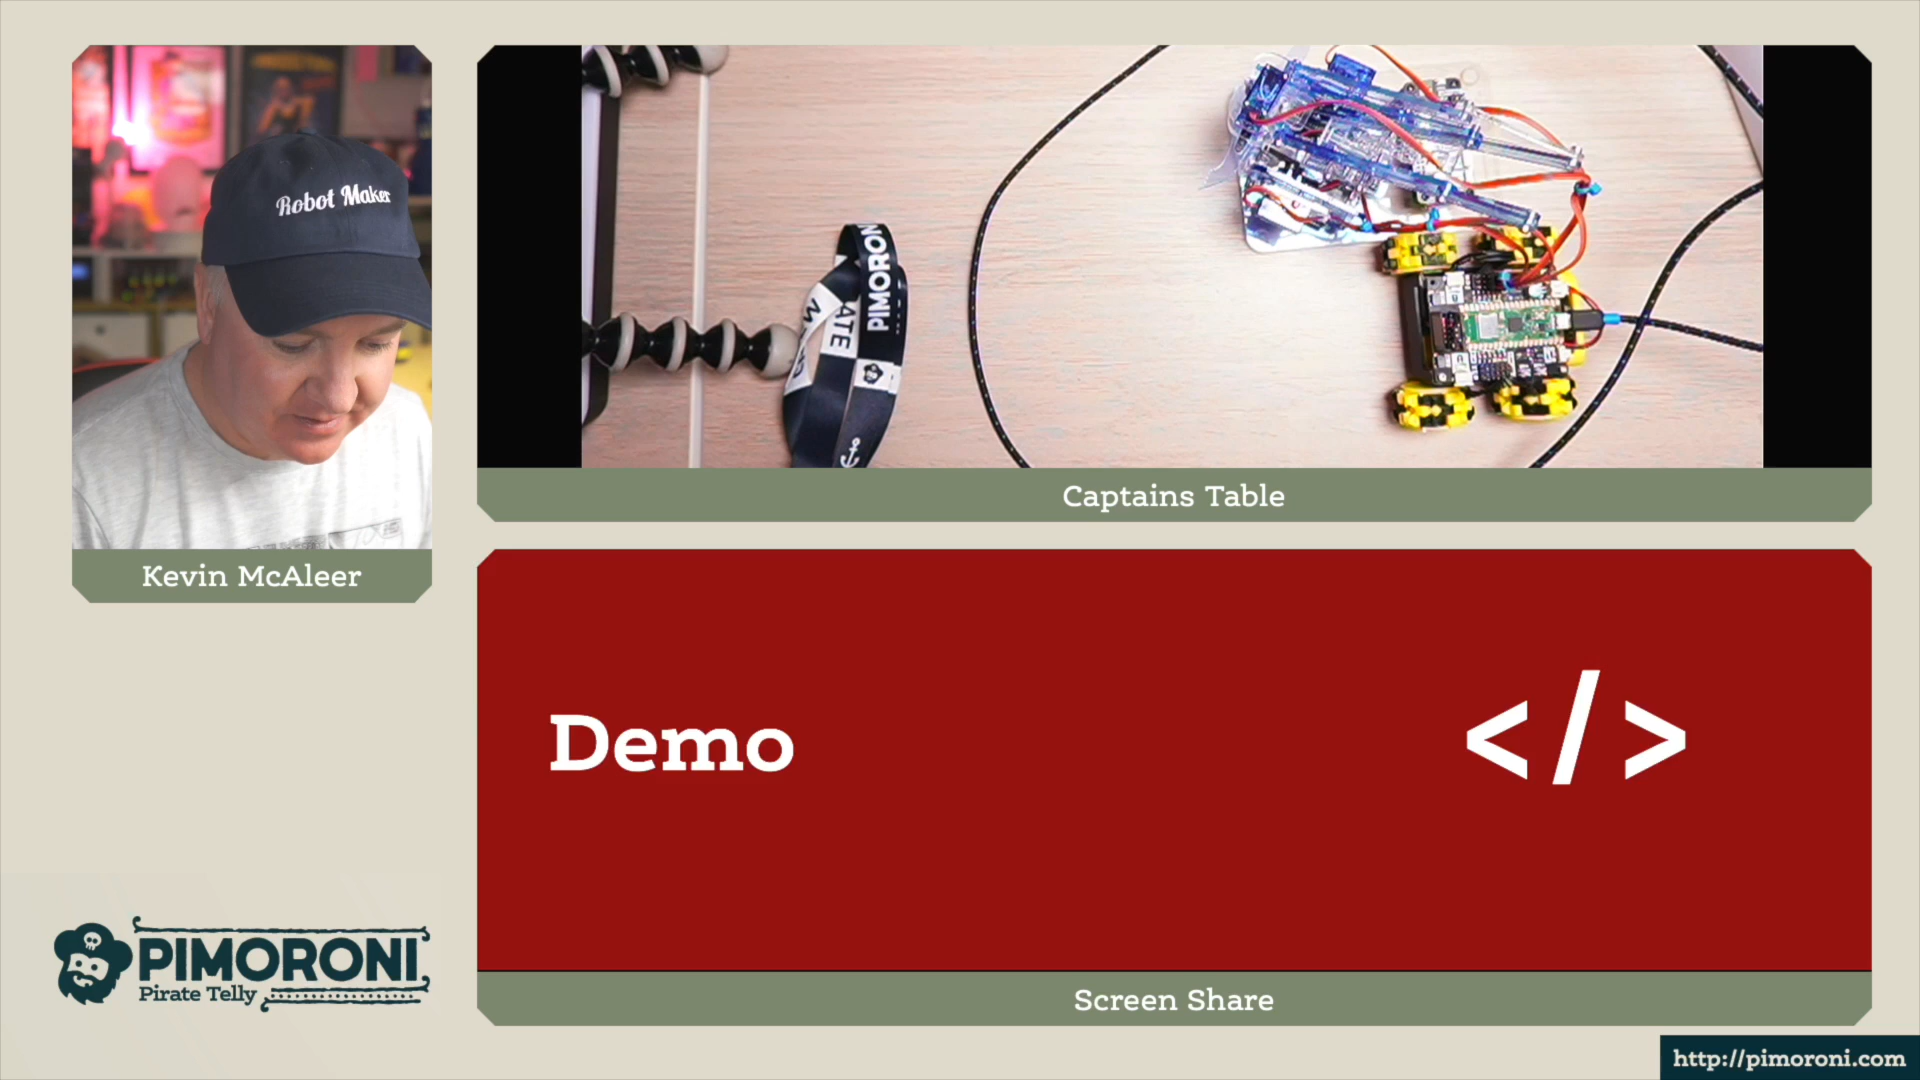 Robot Maker
Kevin McAleer
PIMORONI
ATE
Captains Table
Demo
</>
Screen Share
PIMORONI
Pirate Telly
http://pimoroni.com